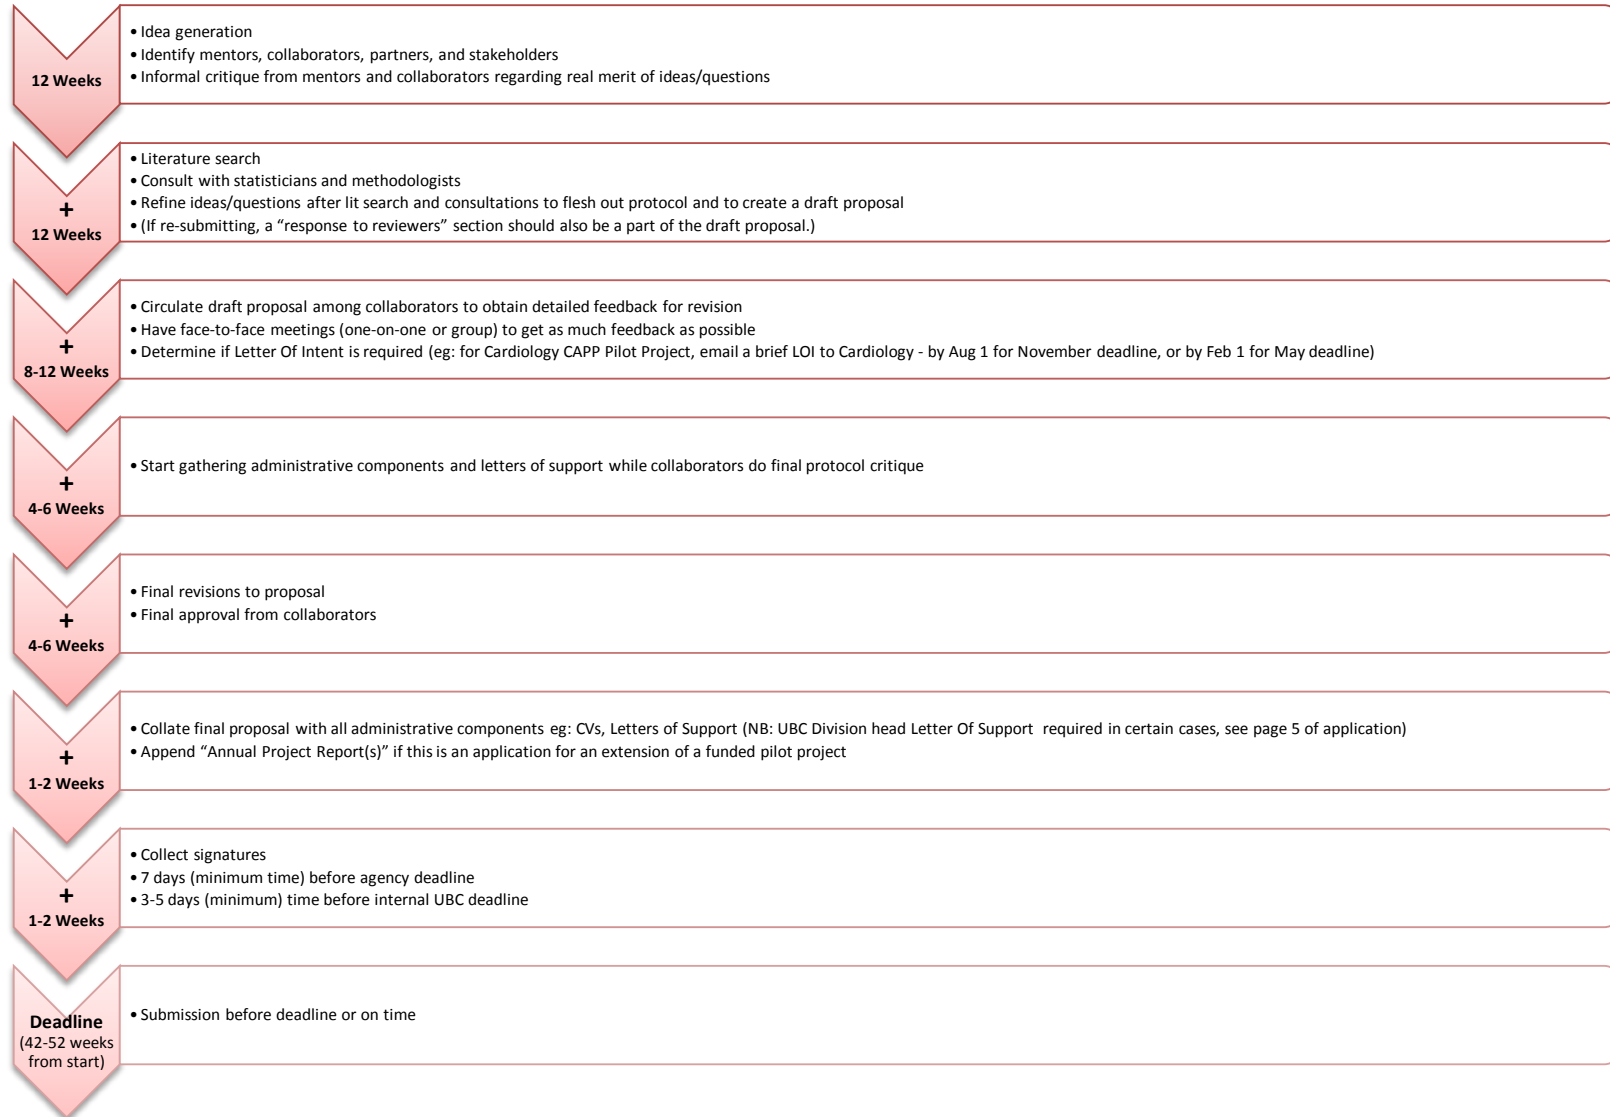 12 Weeks
• Idea generation
• Identify mentors, collaborators, partners, and stakeholders
• Informal critique from mentors and collaborators regarding real merit of ideas/questions
+
12 Weeks
• Literature search
• Consult with statisticians and methodologists
• Refine ideas/questions after lit search and consultations to flesh out protocol and to create a draft proposal
• (If re-submitting, a “response to reviewers” section should also be a part of the draft proposal.)
+
8-12 Weeks
• Circulate draft proposal among collaborators to obtain detailed feedback for revision
• Have face-to-face meetings (one-on-one or group) to get as much feedback as possible
• Determine if Letter Of Intent is required (eg: for Cardiology CAPP Pilot Project, email a brief LOI to Cardiology - by Aug 1 for November deadline, or by Feb 1 for May deadline)
+
4-6 Weeks
• Start gathering administrative components and letters of support while collaborators do final protocol critique
+
4-6 Weeks
• Final revisions to proposal
• Final approval from collaborators
+
1-2 Weeks
• Collate final proposal with all administrative components eg: CVs, Letters of Support (NB: UBC Division head Letter Of Support required in certain cases, see page 5 of application)
• Append “Annual Project Report(s)” if this is an application for an extension of a funded pilot project
+
1-2 Weeks
• Collect signatures
• 7 days (minimum time) before agency deadline
• 3-5 days (minimum) time before internal UBC deadline
Deadline
(42-52 weeks
from start)
• Submission before deadline or on time